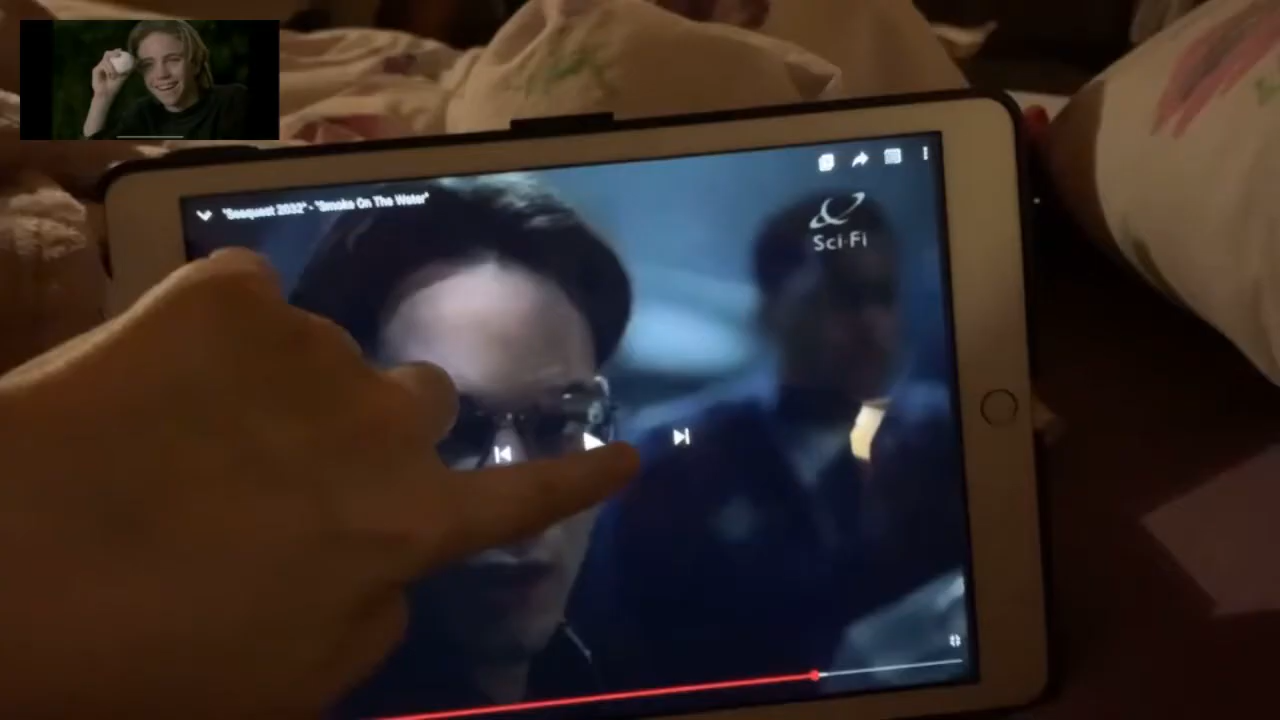 "Seaquest 2032" - "Smoke On The Water"
Sci-Fi